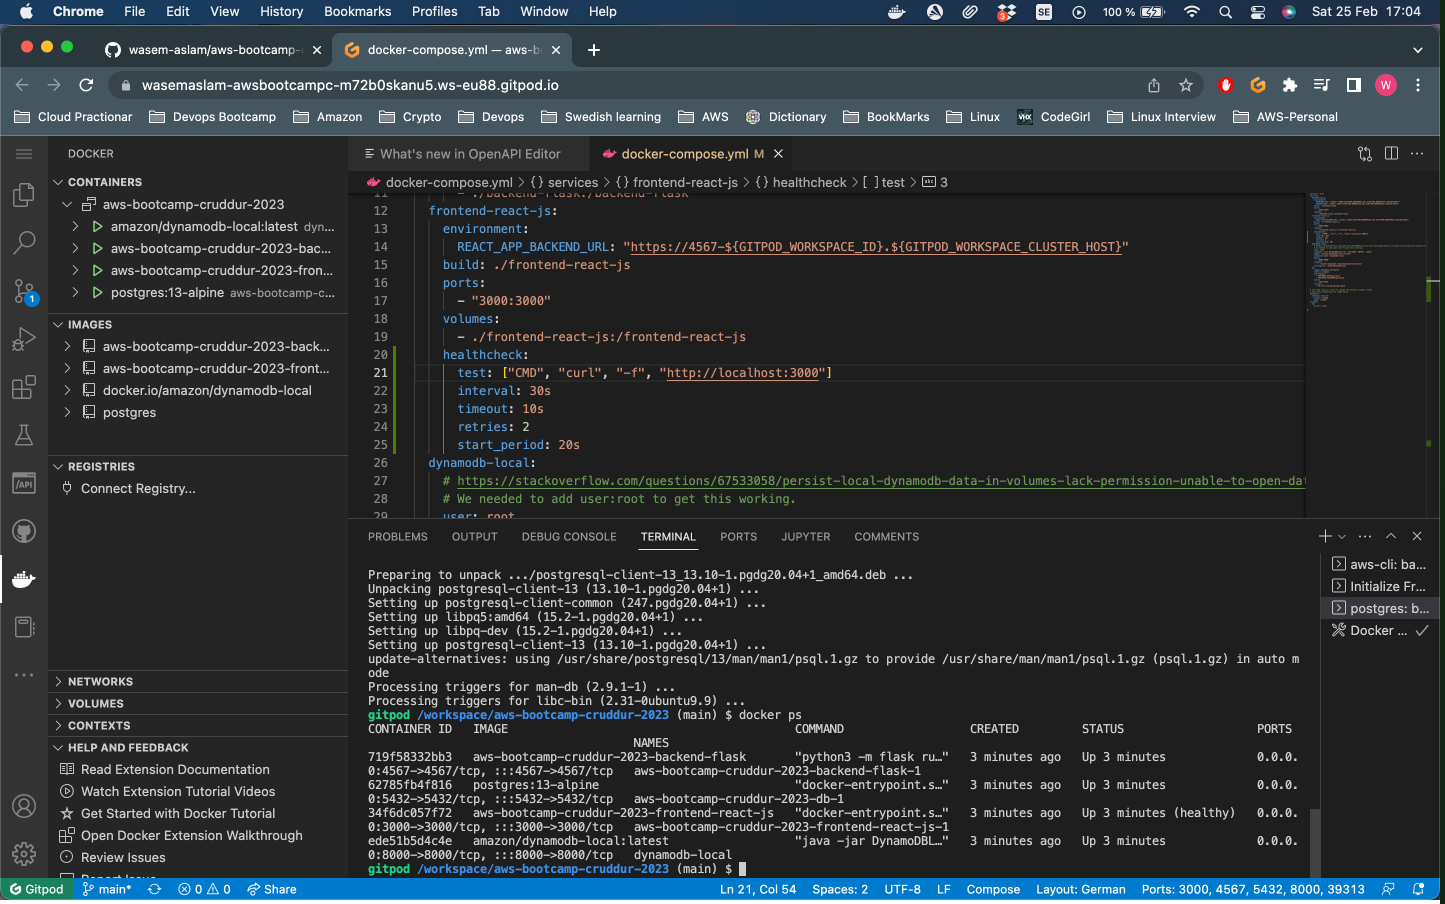 Chrome File Edit View History Bookmarks Profiles Tab Window Help 3 SE 100 % Sat 25 Feb 17:04
wasem-aslam/aws-bootcamp- docker-compose.yml — aws-bo
wasemaslam-awsbootcampc-m72b0skanu5.ws-eu88.gitpod.io W
Cloud Practionar Devops Bootcamp Amazon Crypto Devops Swedish learning AWS Dictionary BookMarks Linux CodeGirl Linux Interview AWS-Personal
DOCKER
CONTAINERS
aws-bootcamp-cruddur-2023
amazon/dynamodb-local:latest dyn...
aws-bootcamp-cruddur-2023-bac...
aws-bootcamp-cruddur-2023-fron...
postgres:13-alpine aws-bootcamp-c...
IMAGES
aws-bootcamp-cruddur-2023-back...
aws-bootcamp-cruddur-2023-front...
docker.io/amazon/dynamodb-local
postgres
REGISTRIES
Connect Registry...
NETWORKS
VOLUMES
CONTEXTS
HELP AND FEEDBACK
Read Extension Documentation
Watch Extension Tutorial Videos
Get Started with Docker Tutorial
Open Docker Extension Walkthrough
Review Issues
Report Issue
1
/API
What's new in OpenAPI Editor docker-compose.yml M
docker-compose.yml > {} services > {} frontend-react-js > {} healthcheck > [ ] test > abc 3
11 - ./backend-flask:/backend-flask
12 frontend-react-js:
13 environment:
14 REACT_APP_BACKEND_URL: "https://4567-${GITPOD_WORKSPACE_ID}.${GITPOD_WORKSPACE_CLUSTER_HOST}"
15 build: ./frontend-react-js
16 ports:
17 - "3000:3000"
18 volumes:
19 - ./frontend-react-js:/frontend-react-js
20 healthcheck:
21 test: ["CMD", "curl", "-f", "http://localhost:3000"]
22 interval: 30s
23 timeout: 10s
24 retries: 2
25 start_period: 20s
26 dynamodb-local:
27 # https://stackoverflow.com/questions/67533058/persist-local-dynamodb-data-in-volumes-lack-permission-unable-to-open-dat
28 # We needed to add user:root to get this working.
29 user: root
PROBLEMS OUTPUT DEBUG CONSOLE TERMINAL PORTS JUPYTER COMMENTS
aws-cli: ba...
Initialize Fr...
postgres: b...
Docker ...
Preparing to unpack .../postgresql-client-13_13.10-1.pgdg20.04+1_amd64.deb ...
Unpacking postgresql-client-13 (13.10-1.pgdg20.04+1) ...
Setting up postgresql-client-common (247.pgdg20.04+1) ...
Setting up libpq5:amd64 (15.2-1.pgdg20.04+1) ...
Setting up libpq-dev (15.2-1.pgdg20.04+1) ...
Setting up postgresql-client-13 (13.10-1.pgdg20.04+1) ...
update-alternatives: using /usr/share/postgresql/13/man/man1/psql.1.gz to provide /usr/share/man/man1/psql.1.gz (psql.1.gz) in auto m
ode
Processing triggers for man-db (2.9.1-1) ...
Processing triggers for libc-bin (2.31-0ubuntu9.9) ...
gitpod /workspace/aws-bootcamp-cruddur-2023 (main) $ docker ps
CONTAINER ID IMAGE COMMAND CREATED STATUS PORTS
NAMES
719f58332bb3 aws-bootcamp-cruddur-2023-backend-flask "python3 -m flask ru…" 3 minutes ago Up 3 minutes 0.0.0.
0:4567->4567/tcp, :::4567->4567/tcp aws-bootcamp-cruddur-2023-backend-flask-1
62785fb4f816 postgres:13-alpine "docker-entrypoint.s…" 3 minutes ago Up 3 minutes 0.0.0.
0:5432->5432/tcp, :::5432->5432/tcp aws-bootcamp-cruddur-2023-db-1
34f6dc057f72 aws-bootcamp-cruddur-2023-frontend-react-js "docker-entrypoint.s…" 3 minutes ago Up 3 minutes (healthy) 0.0.0.
0:3000->3000/tcp, :::3000->3000/tcp aws-bootcamp-cruddur-2023-frontend-react-js-1
ede51b5d4c4e amazon/dynamodb-local:latest "java -jar DynamoDBL…" 3 minutes ago Up 3 minutes 0.0.0.
0:8000->8000/tcp, :::8000->8000/tcp dynamodb-local
gitpod /workspace/aws-bootcamp-cruddur-2023 (main) $
Gitpod main* 0 0 Share Ln 21, Col 54 Spaces: 2 UTF-8 LF Compose Layout: German Ports: 3000, 4567, 5432, 8000, 39313